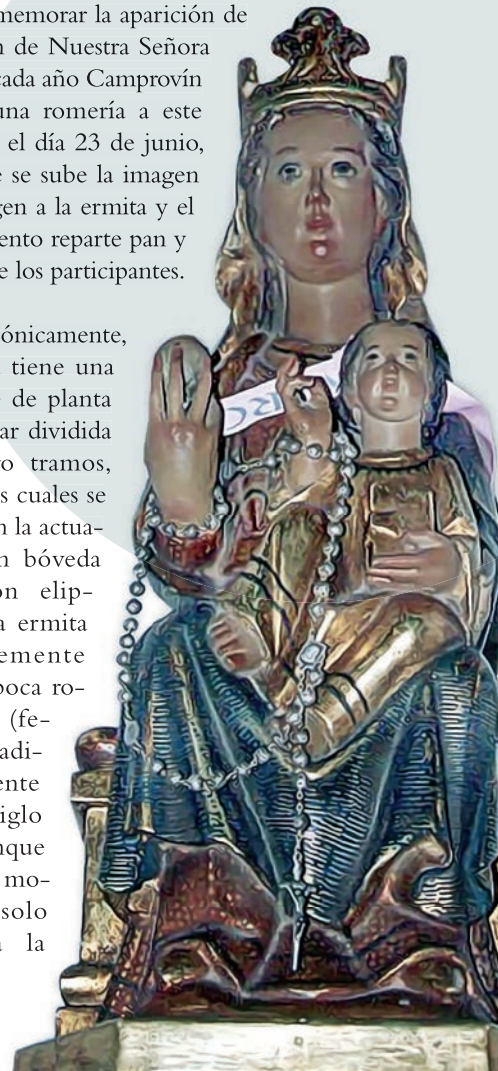 memorar la aparición de
n de Nuestra Señora
cada año Camprovín
una romería a este
el día 23 de junio,
e se sube la imagen
gen a la ermita y el
ento reparte pan y
e los participantes.
ónicamente,
tiene una
de planta
ar dividida
o tramos,
s cuales se
n la actua-
n bóveda
ón elip-
a ermita
emente
poca ro-
(fe-
adi-
ente
iglo
nque
mo-
solo
a la